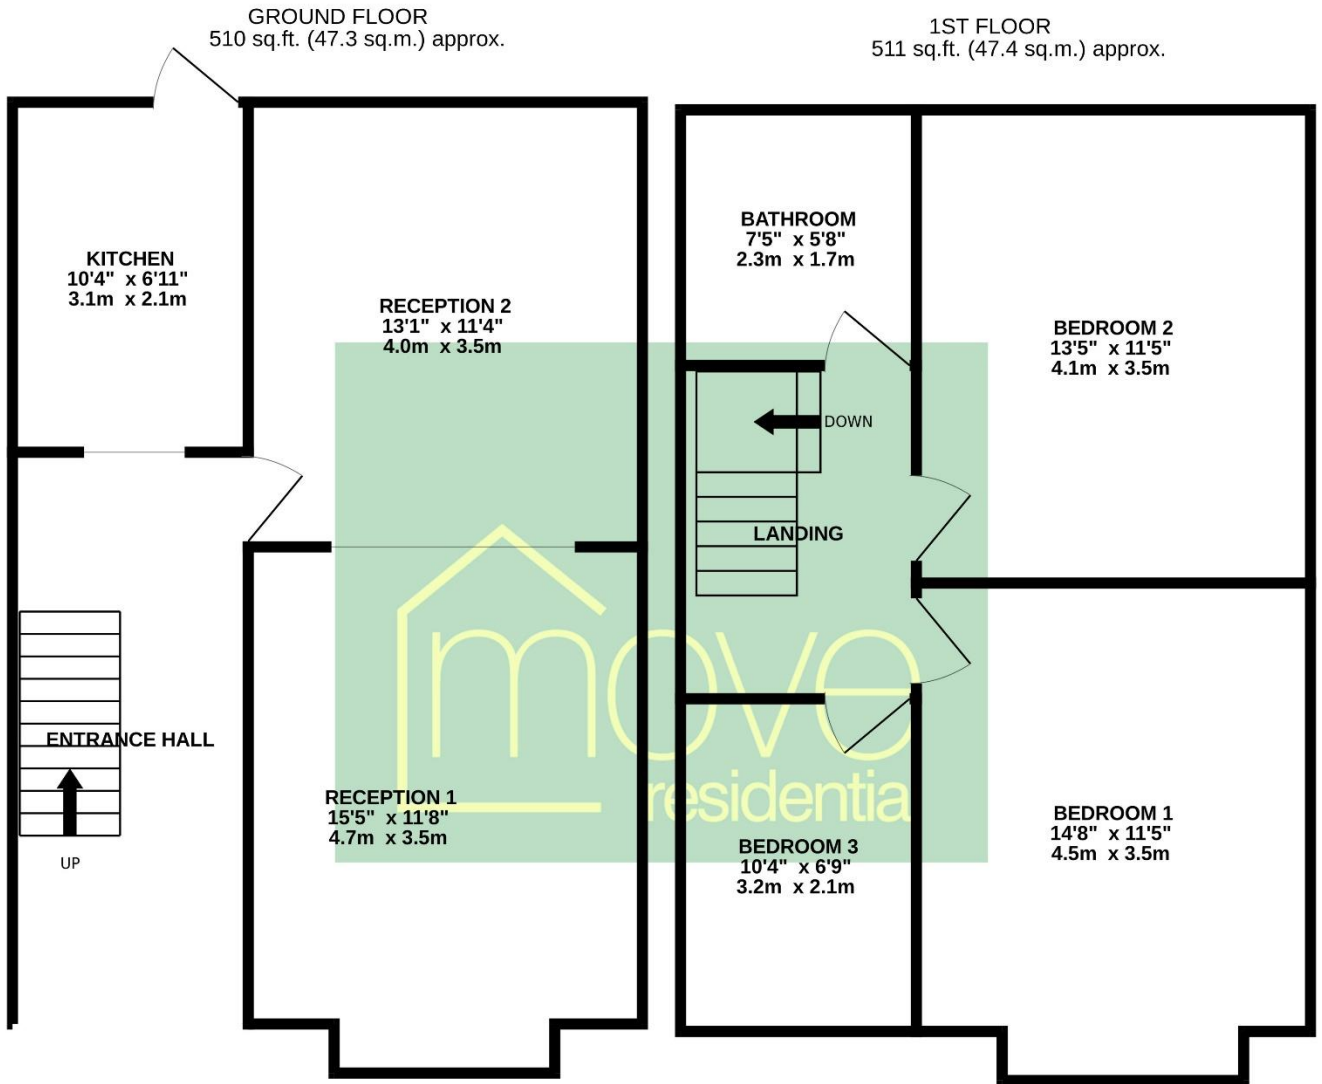 GROUND FLOOR
510 sq.ft. (47.3 sq.m.) approx.
KITCHEN
10'4" x 6'11"
3.1m x 2.1m
RECEPTION 2
13'1" x 11'4"
4.0m x 3.5m
ENTRANCE HALL
UP
RECEPTION 1
15'5" x 11'8"
4.7m x 3.5m
1ST FLOOR
511 sq.ft. (47.4 sq.m.) approx.
BATHROOM
7'5" x 5'8"
2.3m x 1.7m
BEDROOM 2
13'5" x 11'5"
4.1m x 3.5m
DOWN
LANDING
BEDROOM 3
10'4" x 6'9"
3.2m x 2.1m
BEDROOM 1
14'8" x 11'5"
4.5m x 3.5m
move
residential